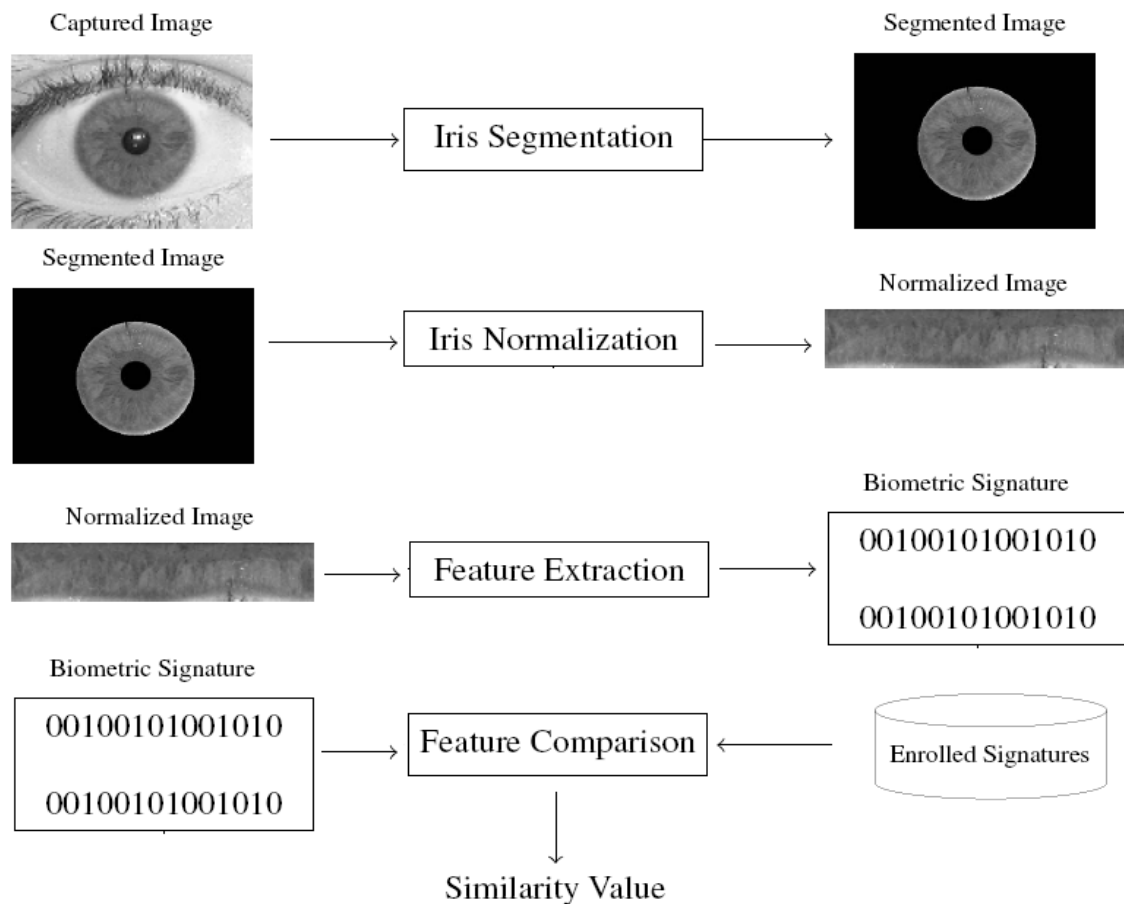 Captured Image
Segmented Image
Iris Segmentation
Segmented Image
Normalized Image
Iris Normalization
Biometric Signature
Normalized Image
00100101001010
Feature Extraction
00100101001010
Biometric Signature
00100101001010
Feature Comparison
Enrolled Signatures
00100101001010
Similarity Value